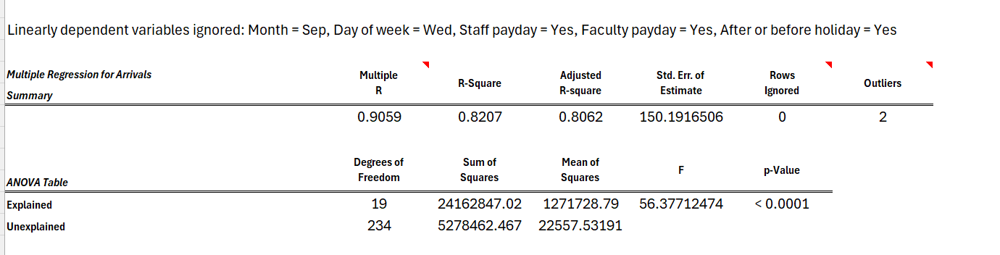 Linearly dependent variables ignored: Month = Sep, Day of week = Wed, Staff payday = Yes, Faculty payday = Yes, After or before holiday = Yes
Multiple Regression for Arrivals
Summary
Multiple R
R-Square
Adjusted R-square
Std. Err. of Estimate
Rows Ignored
Outliers
0.9059 0.8207 0.8062 150.1916506 0 2
ANOVA Table
Degrees of Freedom
Sum of Squares
Mean of Squares
F
p-Value
Explained 19 24162847.02 1271728.79 56.37712474 < 0.0001
Unexplained 234 5278462.467 22557.53191